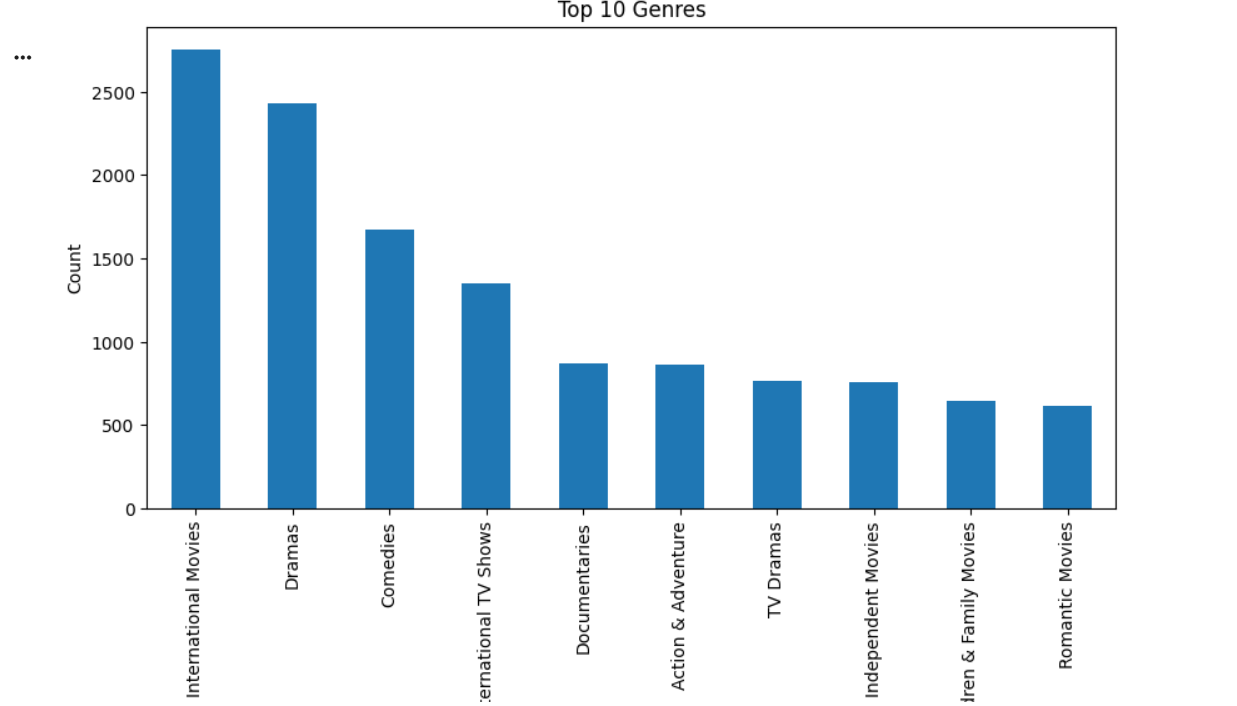 Top 10 Genres
...
2500
2000
1500
1000
500
0
Count
International Movies
Dramas
Comedies
ternational TV Shows
Documentaries
Action & Adventure
TV Dramas
Independent Movies
dren & Family Movies
Romantic Movies